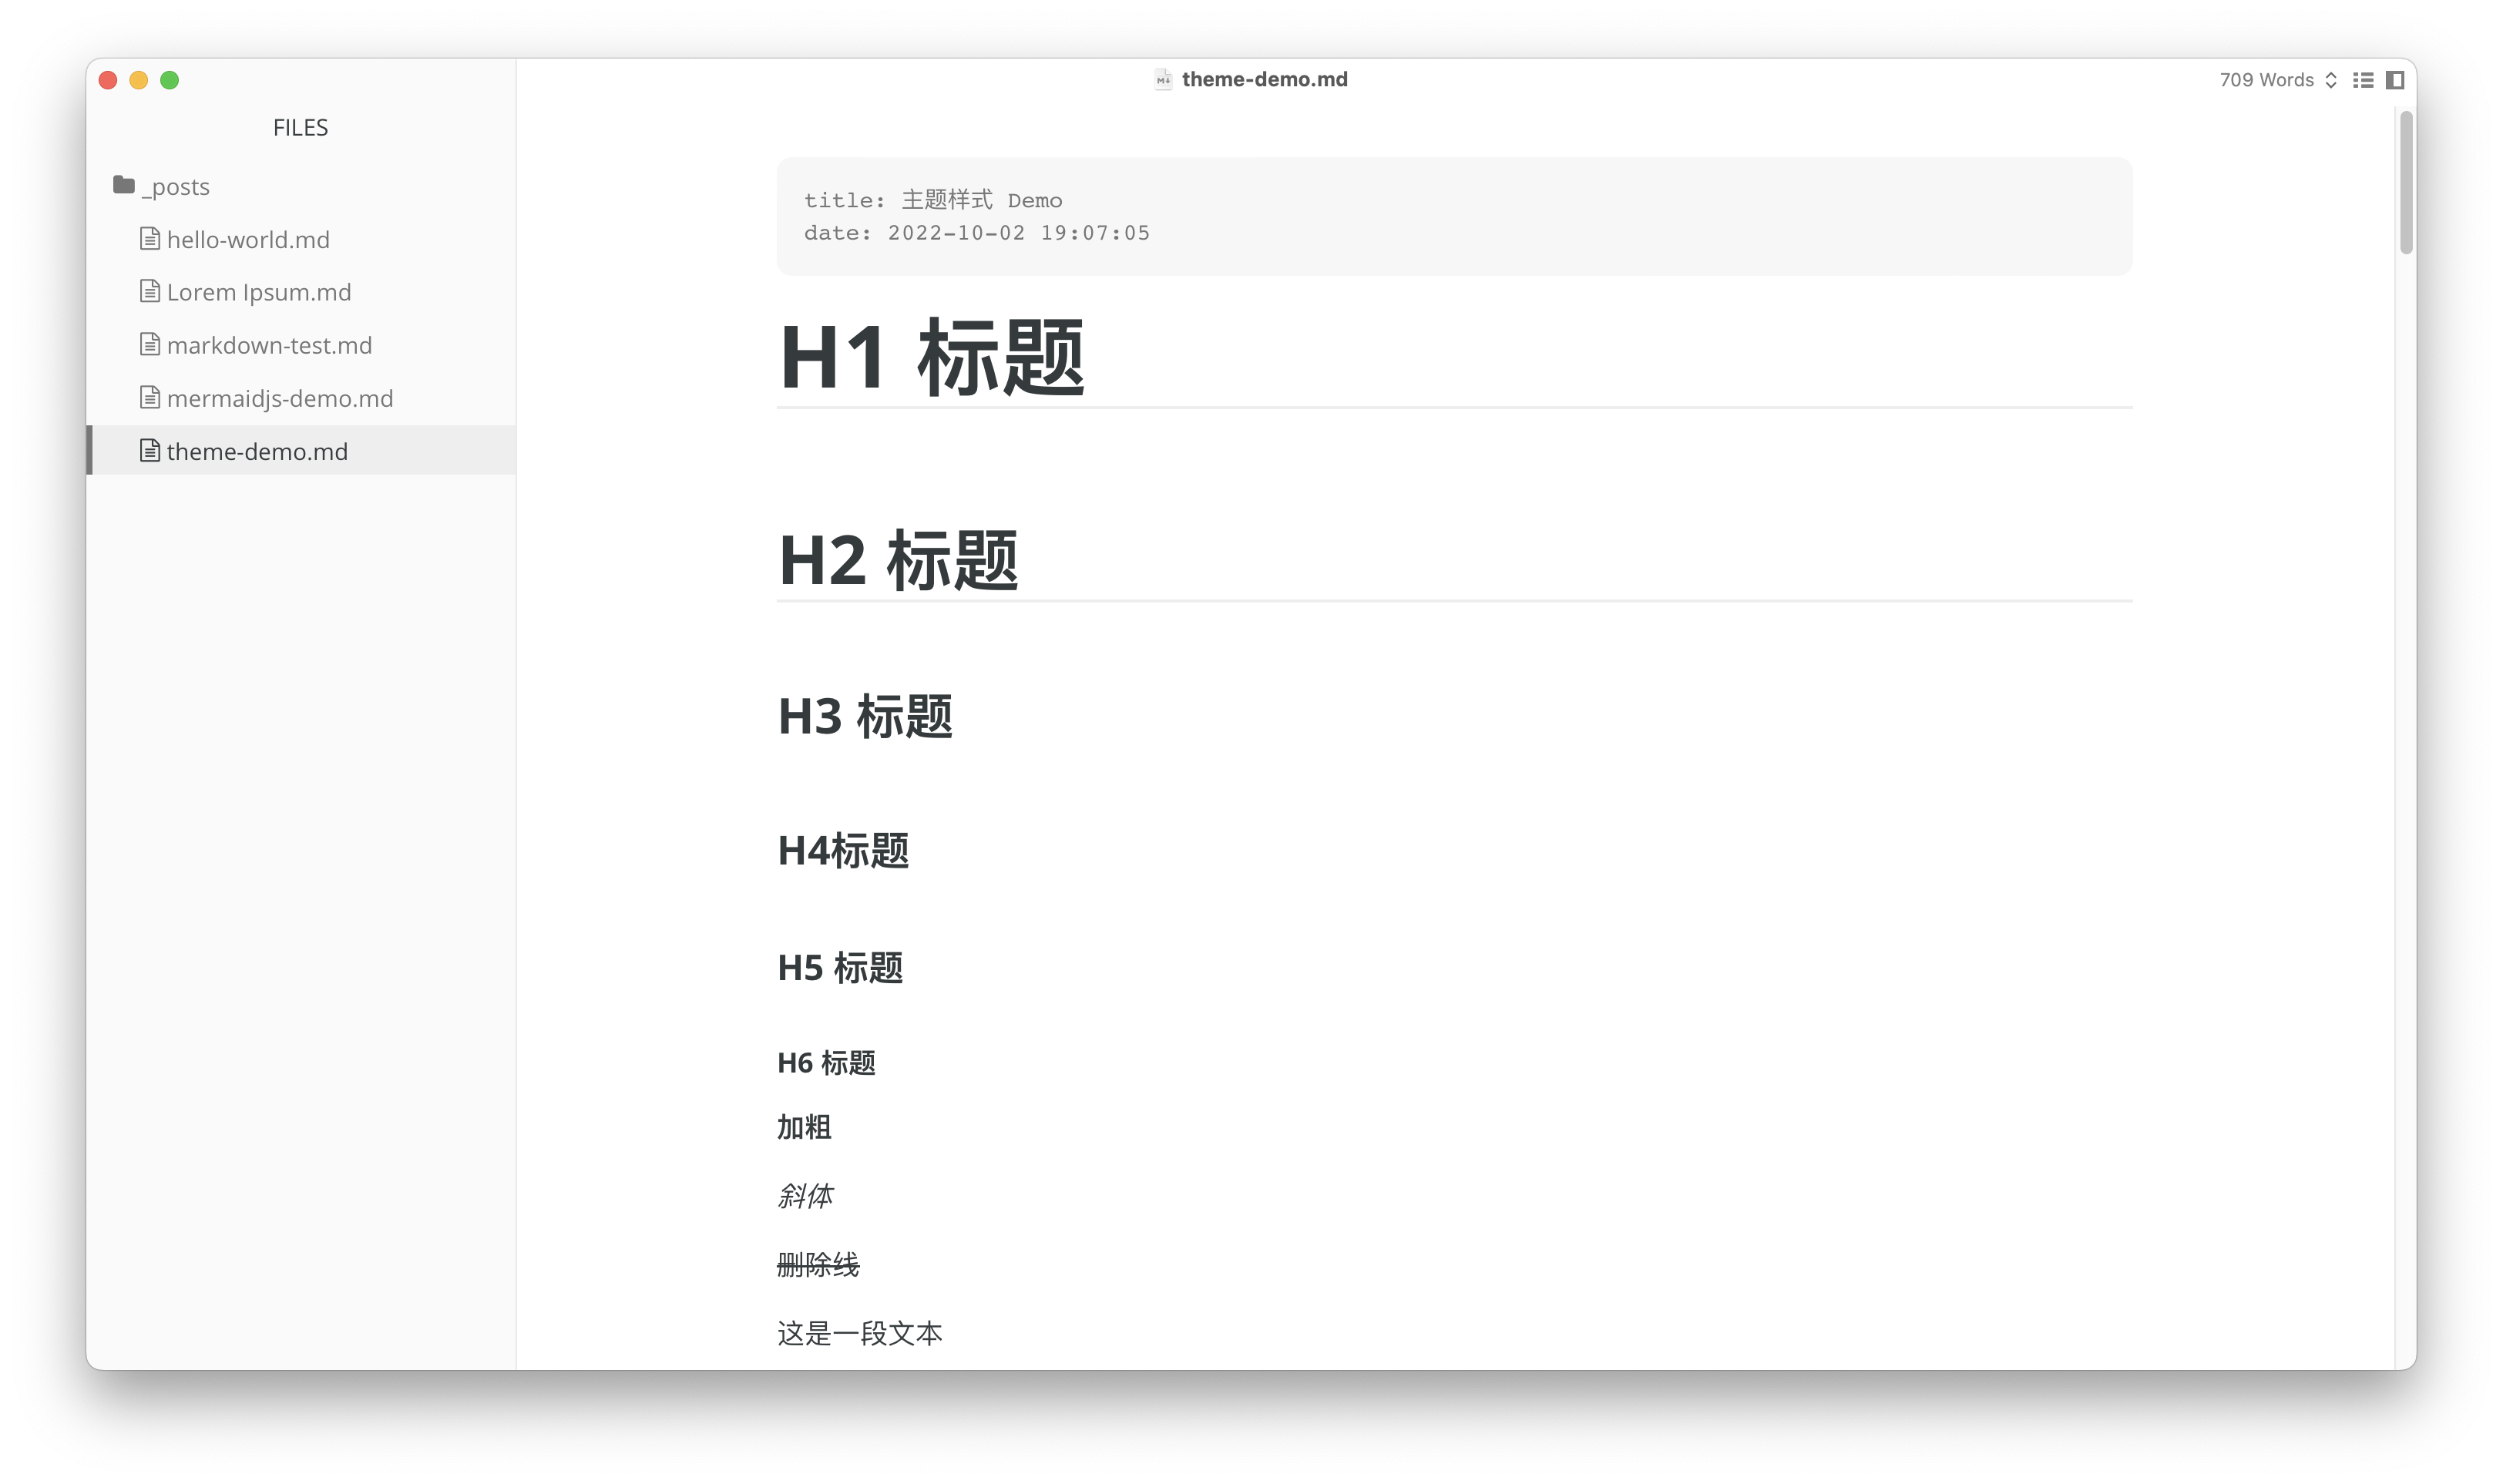 theme-demo.md
709 Words
FILES
_posts
hello-world.md
Lorem Ipsum.md
markdown-test.md
mermaidjs-demo.md
theme-demo.md
title: 主题样式 Demo
date: 2022-10-02 19:07:05
H1 标题
H2 标题
H3 标题
H4标题
H5 标题
H6 标题
加粗
斜体
删除线
这是一段文本